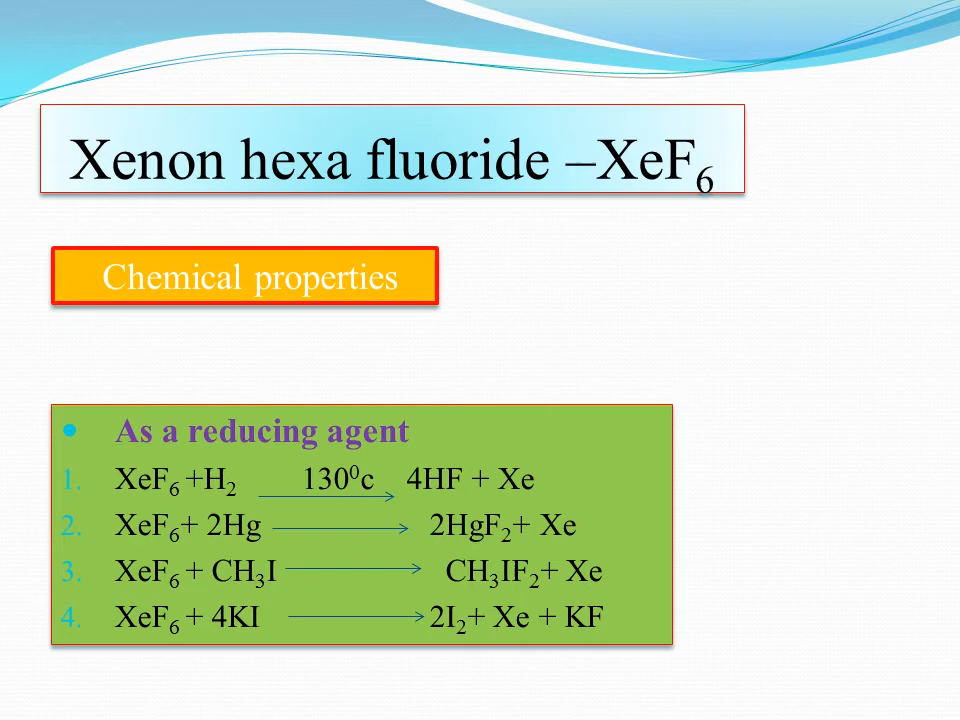 Xenon hexa fluoride –XeF₆
Chemical properties
• As a reducing agent
1. XeF₆ +H₂ 130⁰c 4HF + Xe
2. XeF₆+ 2Hg 2HgF₂+ Xe
3. XeF₆ + CH₃I CH₃IF₂+ Xe
4. XeF₆ + 4KI 2I₂+ Xe + KF